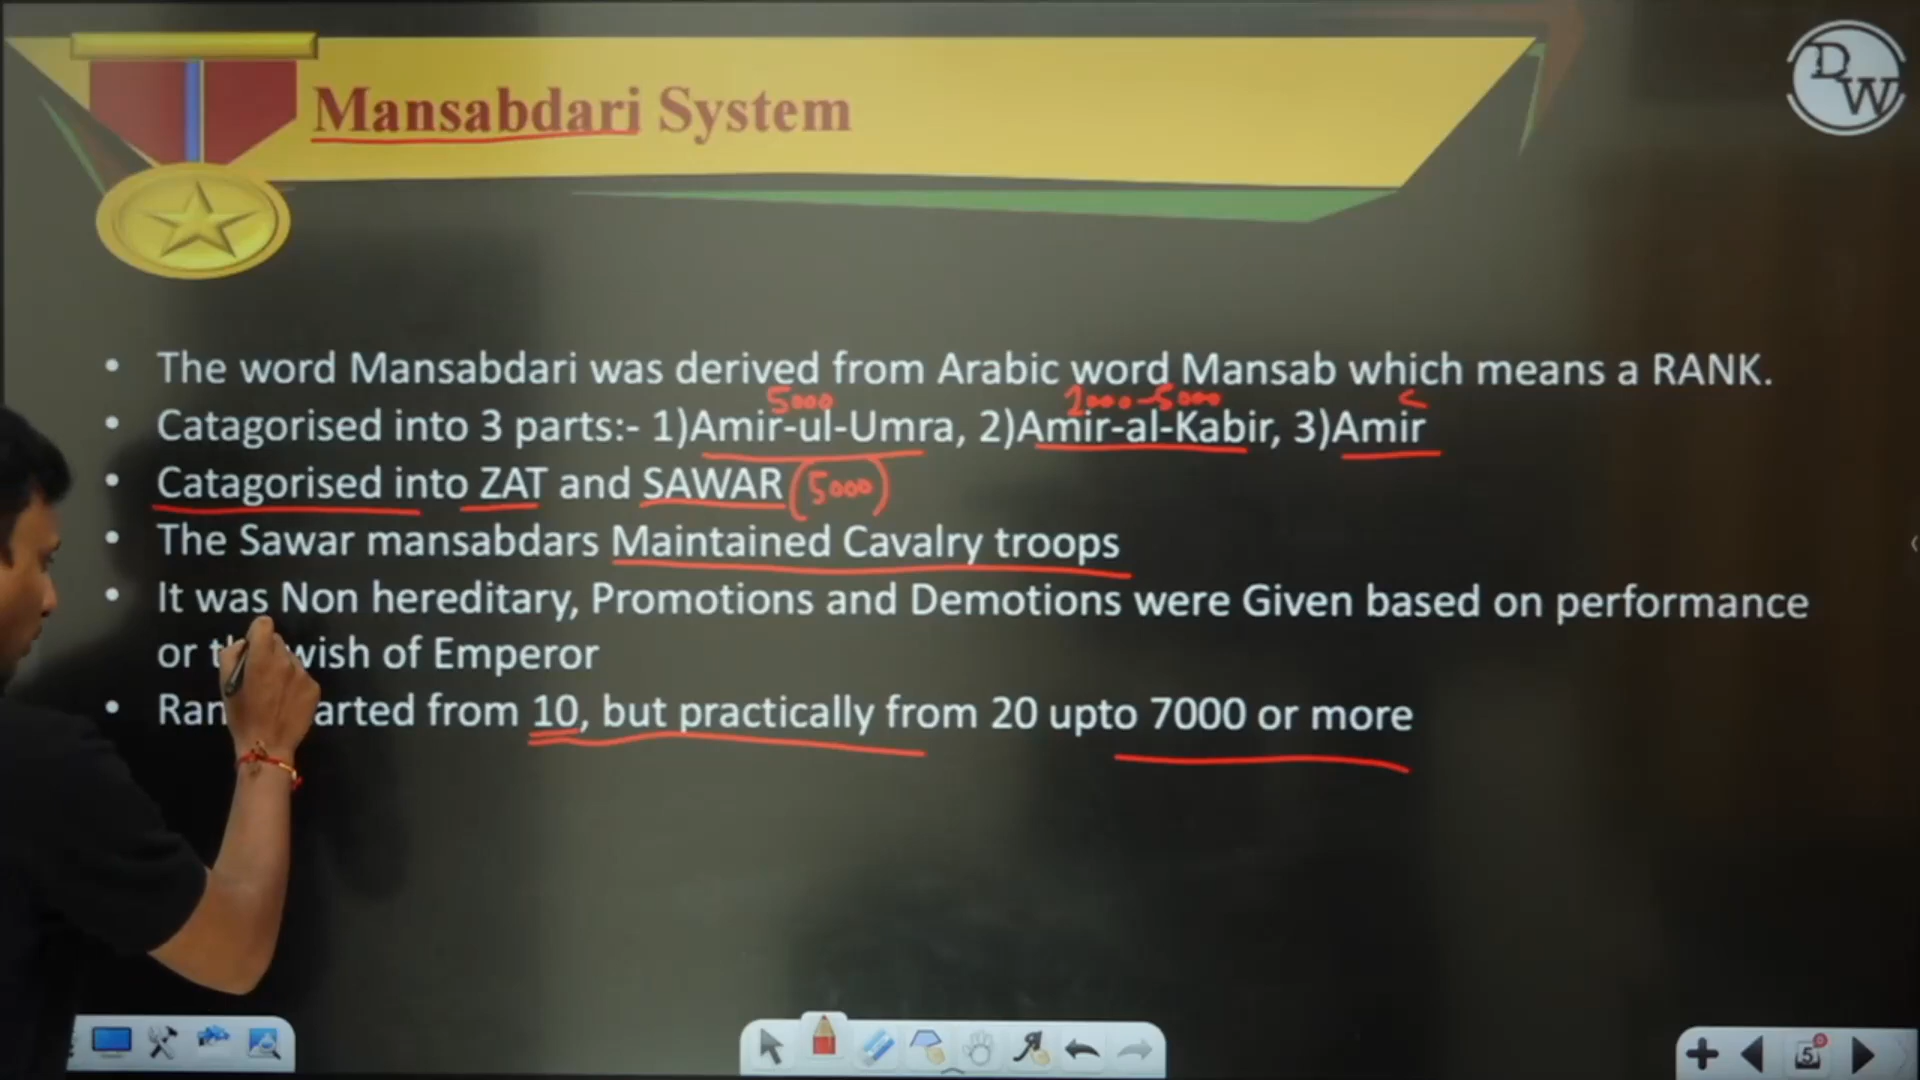 Mansabdari System
D
W
• The word Mansabdari was derived from Arabic word Mansab which means a RANK.
5000 2000-5000 <
• Catagorised into 3 parts:- 1)Amir-ul-Umra, 2)Amir-al-Kabir, 3)Amir
• Catagorised into ZAT and SAWAR (5000)
• The Sawar mansabdars Maintained Cavalry troops
• It was Non hereditary, Promotions and Demotions were Given based on performance
or wish of Emperor
• from 10, but practically from 20 upto 7000 or more
5